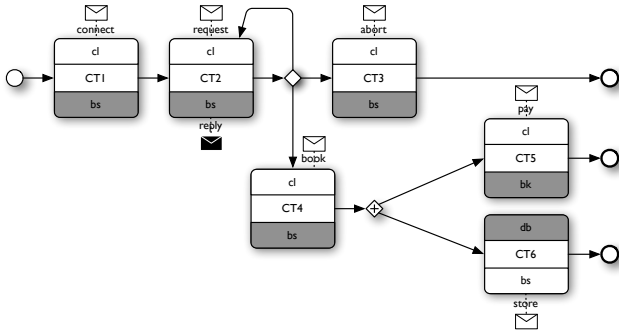 connect
cl
CT1
bs
request
cl
CT2
bs
reply
abort
cl
CT3
bs
book
cl
CT4
bs
pay
cl
CT5
bk
db
CT6
bs
store